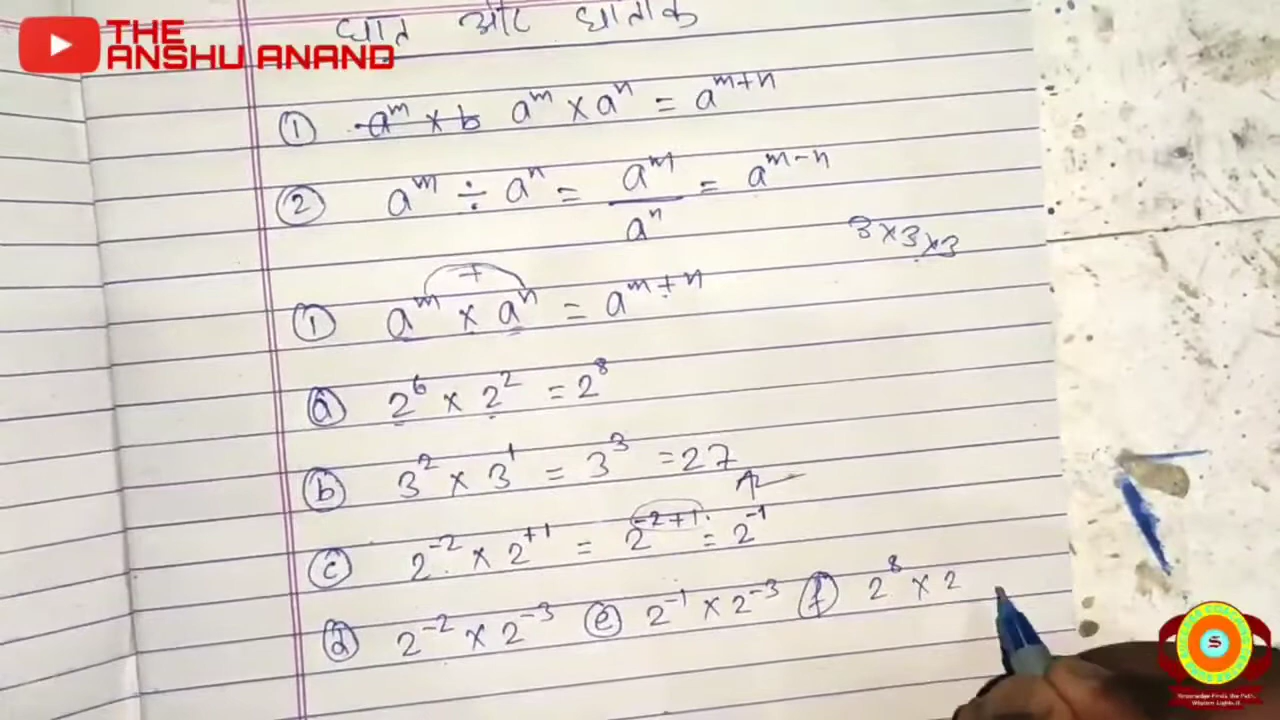 THE
ANSHU ANAND
घात और घातांक
① a^m × b a^m × a^n = a^{m+n}
② a^m ÷ a^n = a^m / a^n = a^{m-n}
3×3×3
+
① a^m × a^n = a^{m+n}
ⓐ 2^6 × 2^2 = 2^8
ⓑ 3^2 × 3^1 = 3^3 = 27
ⓒ 2^{-2} × 2^{+1} = 2^{-2+1} = 2^{-1}
ⓓ 2^{-2} × 2^{-3} ⓔ 2^{-1} × 2^{-3} ⓕ 2^8 × 2
S